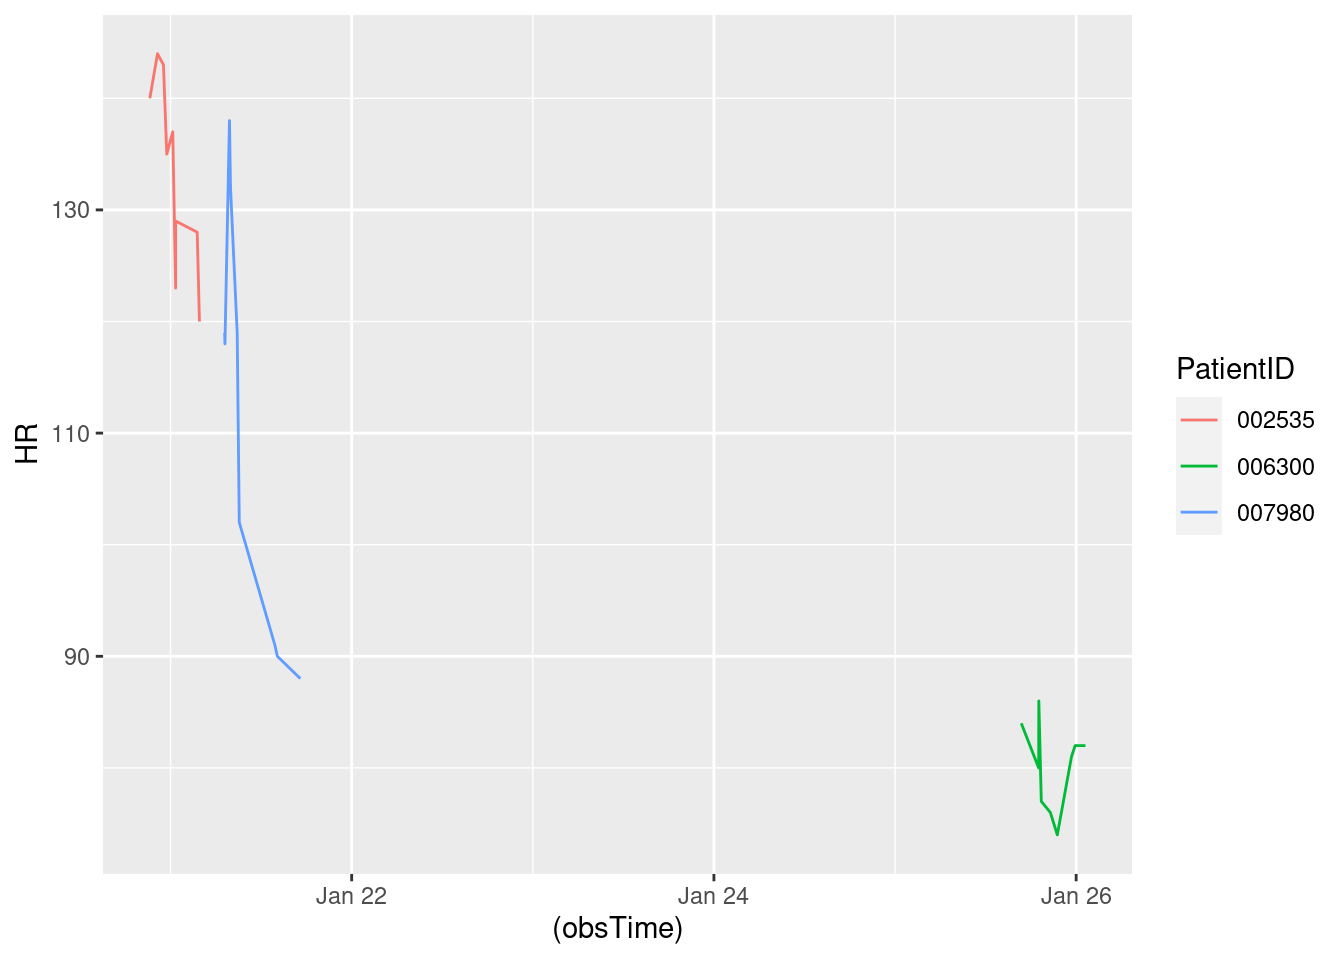 130
110
90
HR
Jan 22
Jan 24
Jan 26
(obsTime)
PatientID
002535
006300
007980